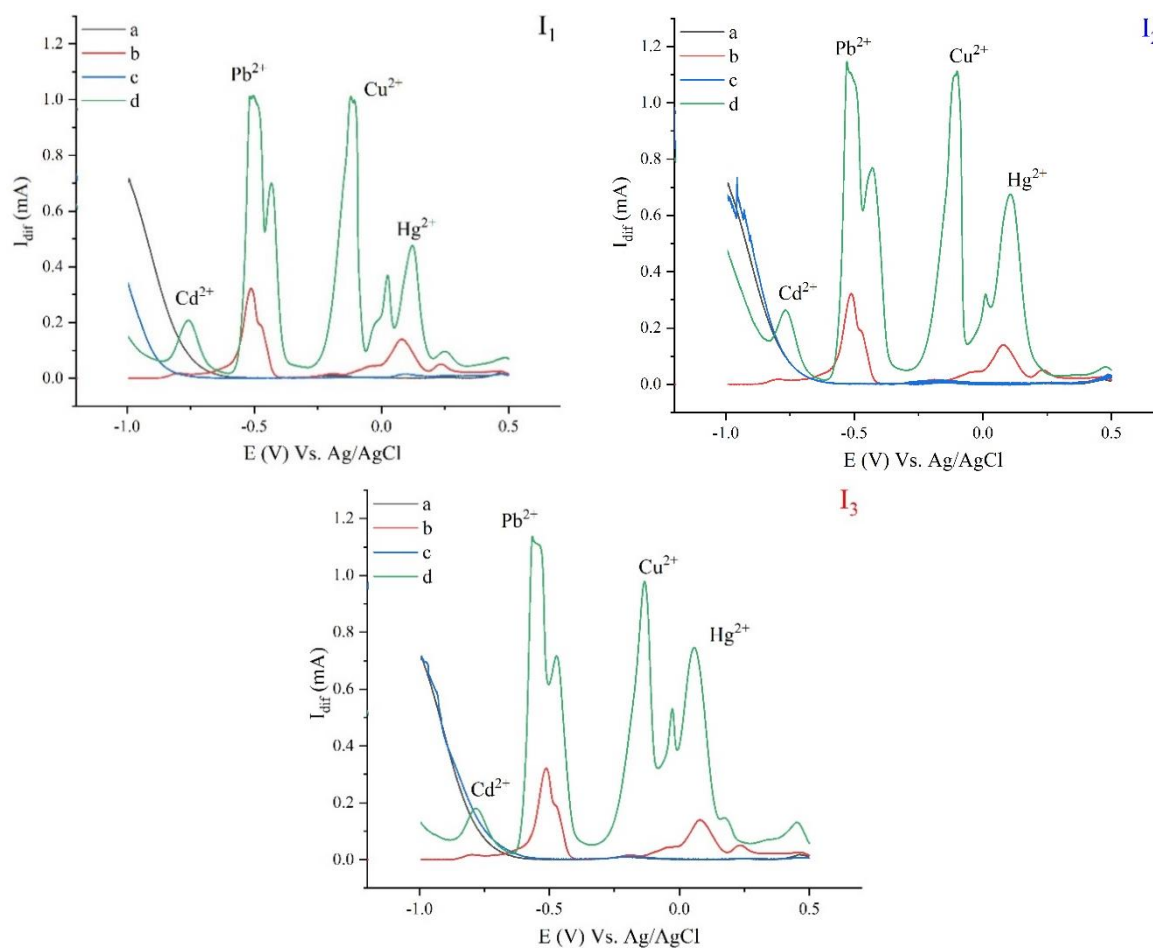 I₁
a
b
c
d
1.2
1.0
0.8
0.6
0.4
0.2
0.0
I_dif (mA)
Pb²⁺
Cu²⁺
Cd²⁺
Hg²⁺
-1.0 -0.5 0.0 0.5
E (V) Vs. Ag/AgCl
I₂
a
b
c
d
1.2
1.0
0.8
0.6
0.4
0.2
0.0
I_dif (mA)
Pb²⁺
Cu²⁺
Hg²⁺
Cd²⁺
-1.0 -0.5 0.0 0.5
E (V) Vs. Ag/AgCl
I₃
a
b
c
d
1.2
1.0
0.8
0.6
0.4
0.2
0.0
I_dif (mA)
Pb²⁺
Cu²⁺
Hg²⁺
Cd²⁺
-1.0 -0.5 0.0 0.5
E (V) Vs. Ag/AgCl